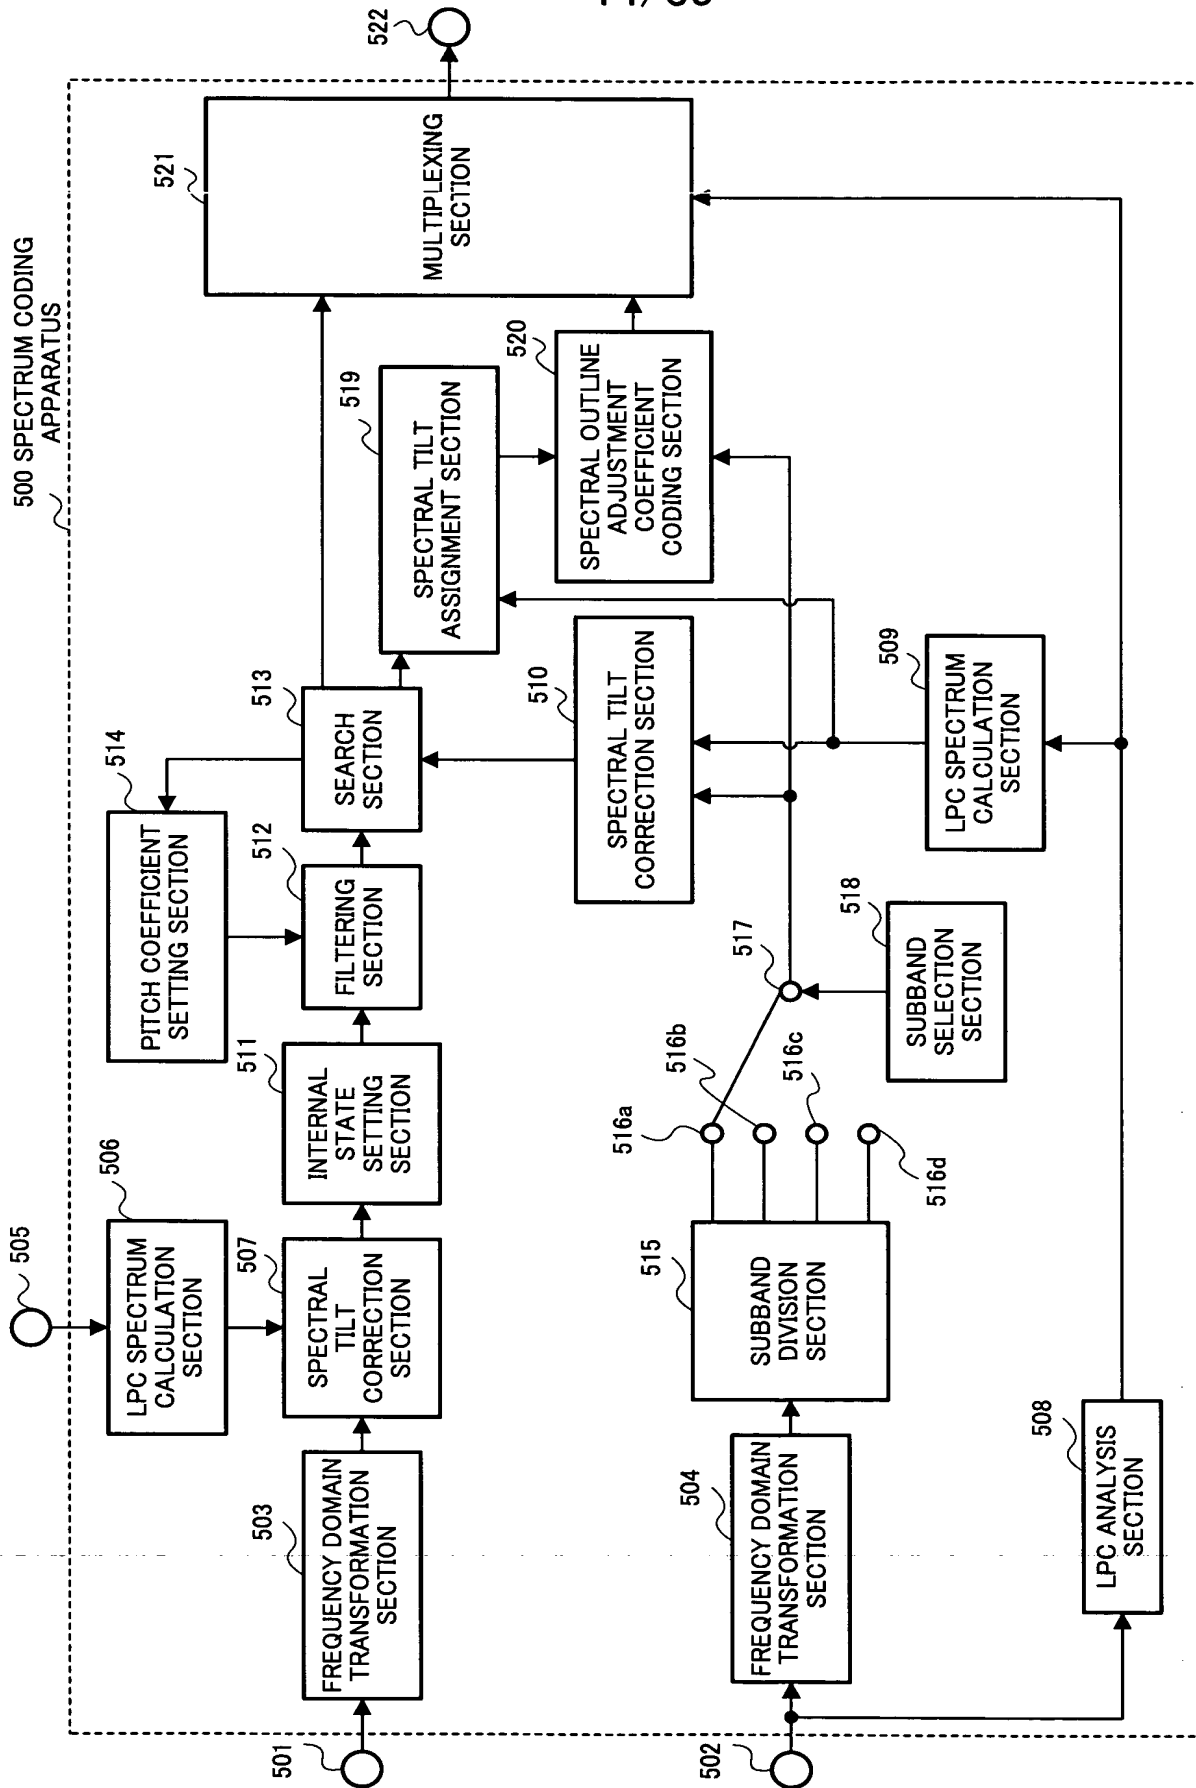 500 SPECTRUM CODING
APPARATUS
501
502
503
FREQUENCY DOMAIN
TRANSFORMATION
SECTION
504
FREQUENCY DOMAIN
TRANSFORMATION
SECTION
505
506
LPC SPECTRUM
CALCULATION
SECTION
507
SPECTRAL
TILT
CORRECTION
SECTION
508
LPC ANALYSIS
SECTION
509
LPC SPECTRUM
CALCULATION
SECTION
510
SPECTRAL TILT
CORRECTION SECTION
511
INTERNAL
STATE
SETTING
SECTION
512
FILTERING
SECTION
513
SEARCH
SECTION
514
PITCH COEFFICIENT
SETTING SECTION
515
SUBBAND
DIVISION
SECTION
516a
516b
516c
516d
517
518
SUBBAND
SELECTION
SECTION
519
SPECTRAL TILT
ASSIGNMENT SECTION
520
SPECTRAL OUTLINE
ADJUSTMENT
COEFFICIENT
CODING SECTION
521
MULTIPLEXING
SECTION
522